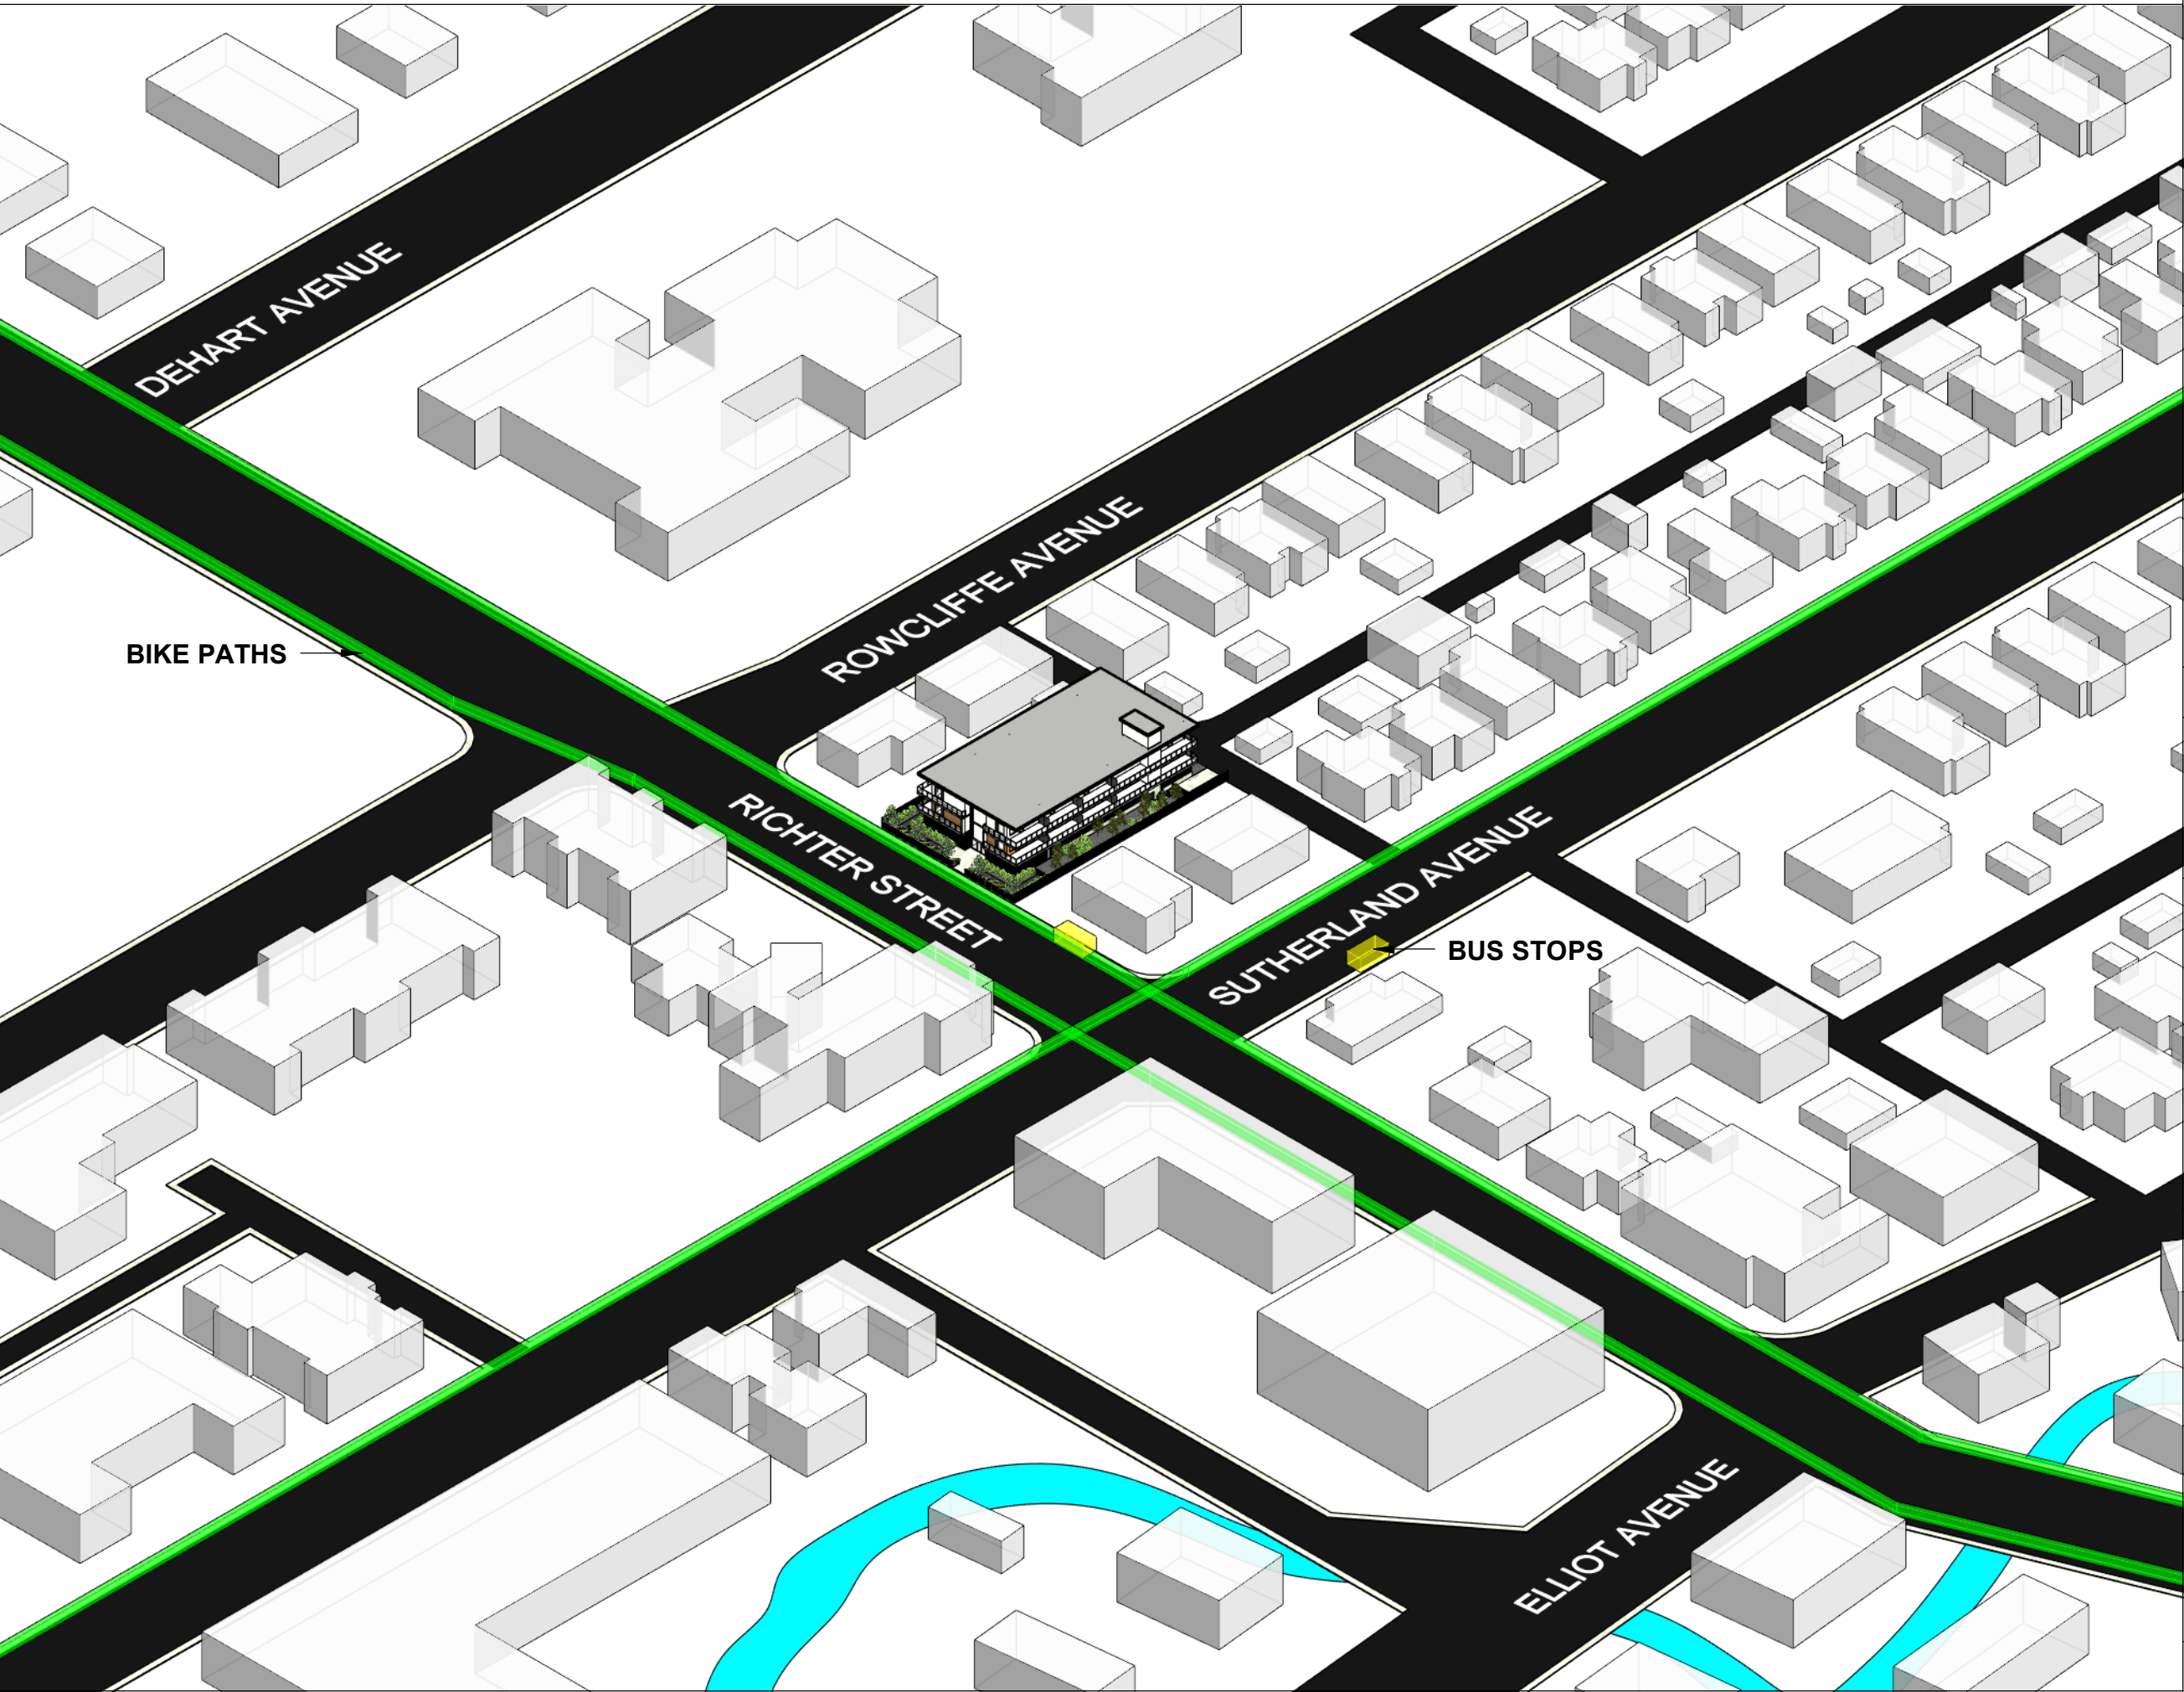 DEHART AVENUE
ROWCLIFFE AVENUE
BIKE PATHS
RICHTER STREET
SUTHERLAND AVENUE
BUS STOPS
ELLIOT AVENUE